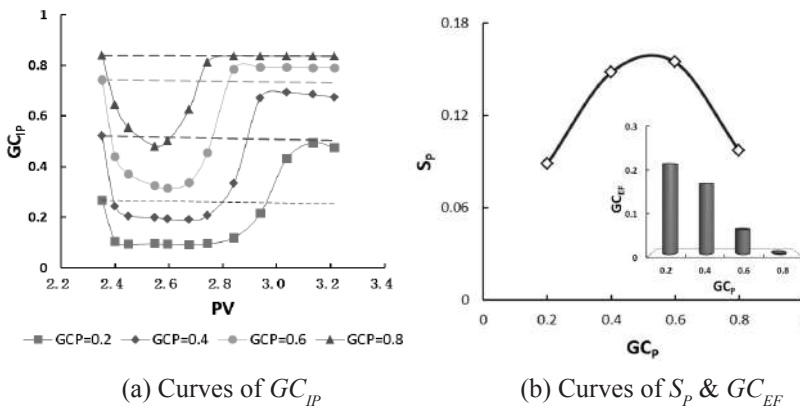 GC_IP
1
0.8
0.6
0.4
0.2
0
2.2 2.4 2.6 2.8 3.0 3.2 3.4
PV
GCP=0.2 GCP=0.4 GCP=0.6 GCP=0.8
(a) Curves of GC_IP
S_P
0.18
0.12
0.06
0
0 0.2 0.4 0.6 0.8
GC_P
GC_EF
0.3
0.2
0.1
0
0.2 0.4 0.6 0.8
GC_P
(b) Curves of S_P & GC_EF